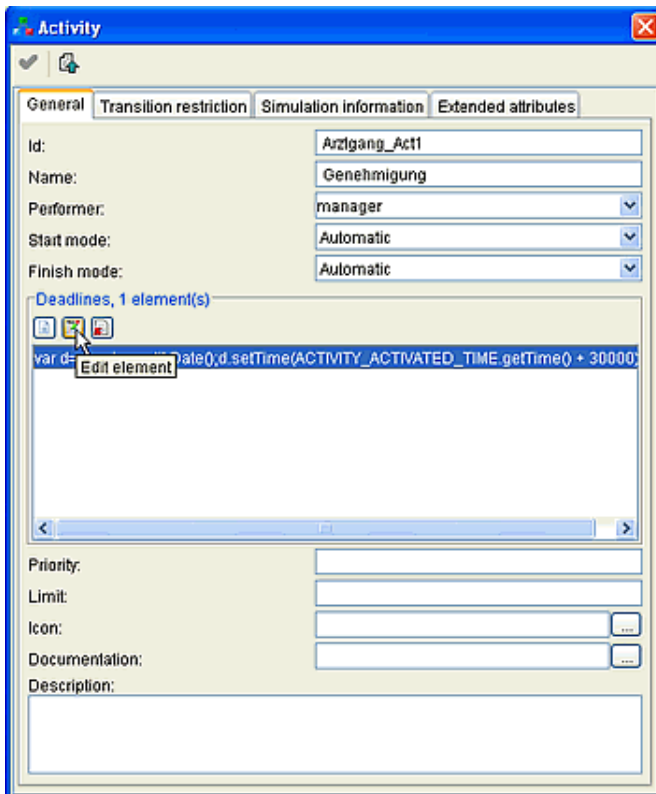 Activity
General Transition restriction Simulation information Extended attributes
Id: Arztgang_Act1
Name: Genehmigung
Performer: manager
Start mode: Automatic
Finish mode: Automatic
Deadlines, 1 element(s)
var d= Date();d.setTime(ACTIVITY_ACTIVATED_TIME.getTime() + 30000)
Edit element
Priority:
Limit:
Icon: ...
Documentation: ...
Description: